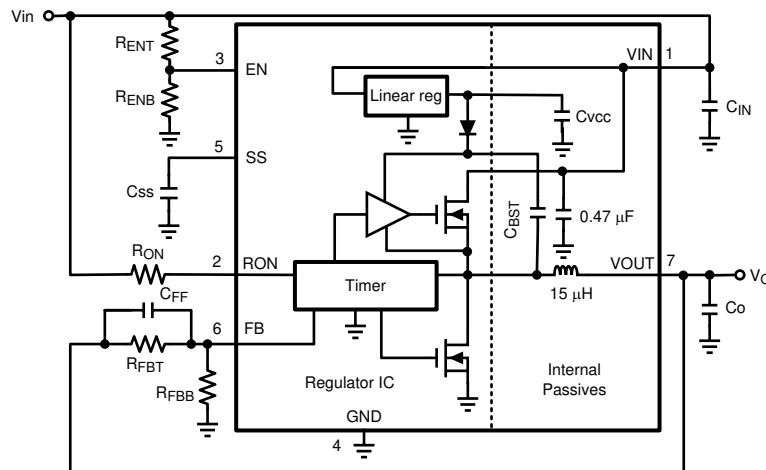 Vin
RENT
3
EN
VIN
1
Linear reg
RENB
Cvcc
CIN
5
SS
Css
CBST
0.47 µF
RON
2
RON
VOUT
7
Timer
15 µH
CFF
Co
6
FB
RFBT
RFBB
Regulator IC
Internal
Passives
GND
4